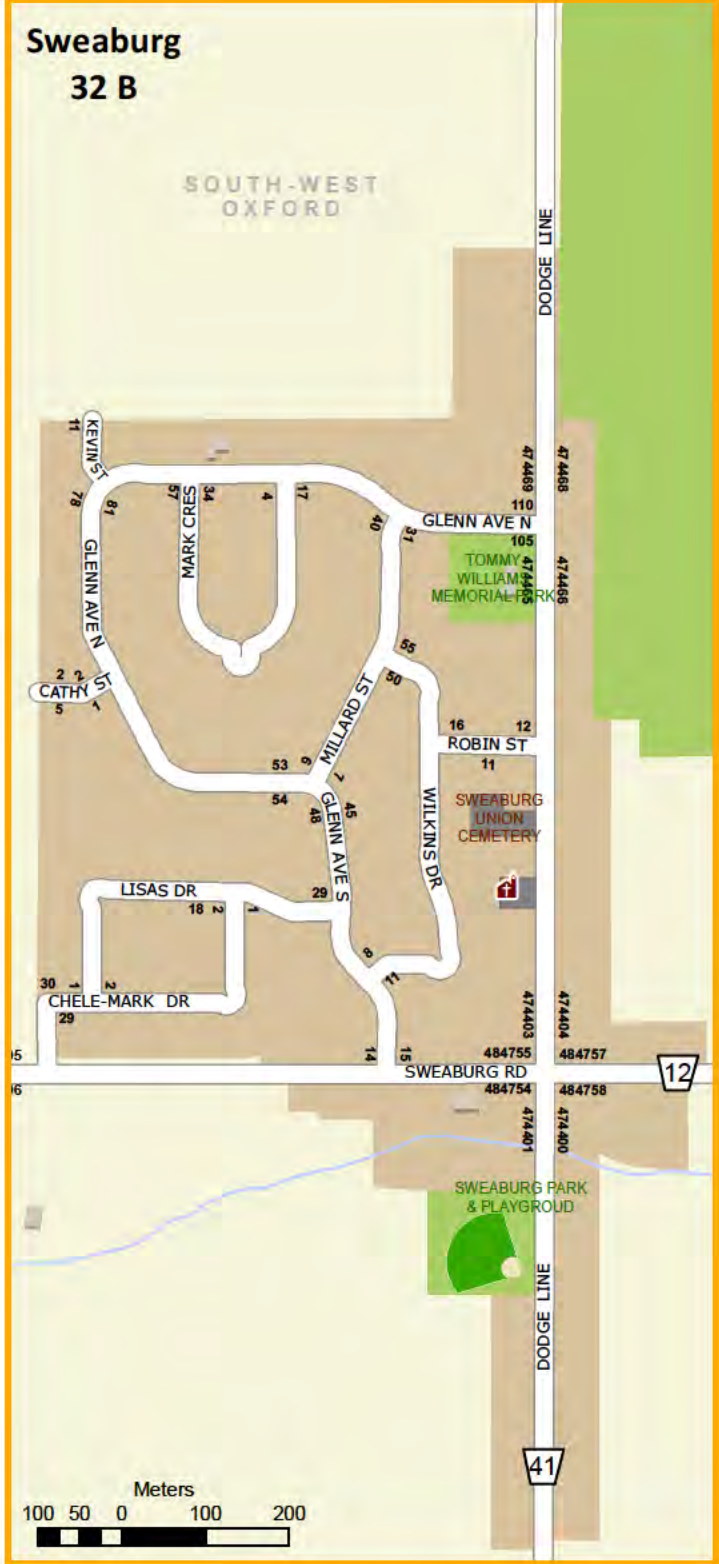 Sweaburg
32 B
SOUTH-WEST
OXFORD
DODGE LINE
KEVIN ST
11
78
81
57
34
4
17
MARK CRES
40
31
474469
474468
110
GLENN AVE N
105
474465
474466
TOMMY
WILLIAMS
MEMORIAL PARK
GLENN AVE N
2
2
CATHY ST
5
1
55
50
MILLARD ST
16
12
ROBIN ST
11
53
9
54
7
48
45
GLENN AVE S
WILKINS DR
SWEABURG
UNION
CEMETERY
LISAS DR
18
2
1
29
8
11
30
1
2
CHELE-MARK DR
29
14
15
474403
474404
484755
484757
SWEABURG RD
12
484754
484758
474401
474400
SWEABURG PARK
& PLAYGROUD
DODGE LINE
41
Meters
100 50 0 100 200